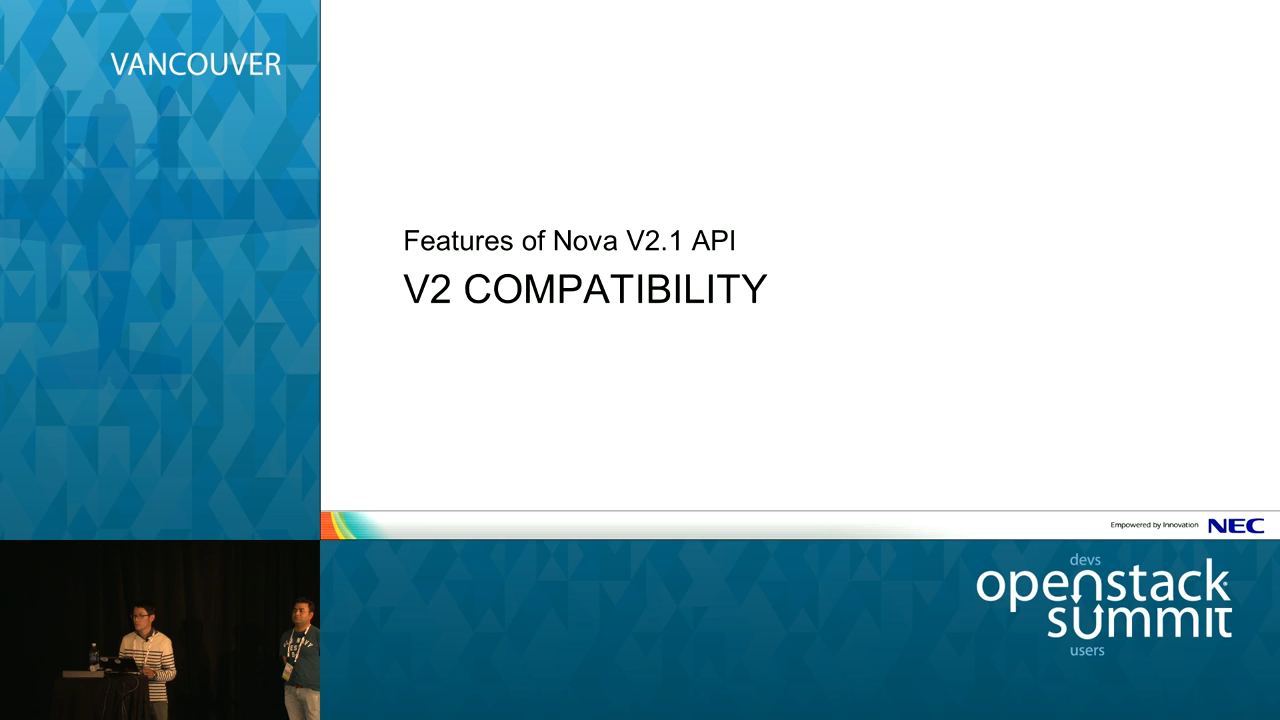 VANCOUVER
Features of Nova V2.1 API
V2 COMPATIBILITY
Empowered by Innovation
NEC
devs
openstack
summit
users